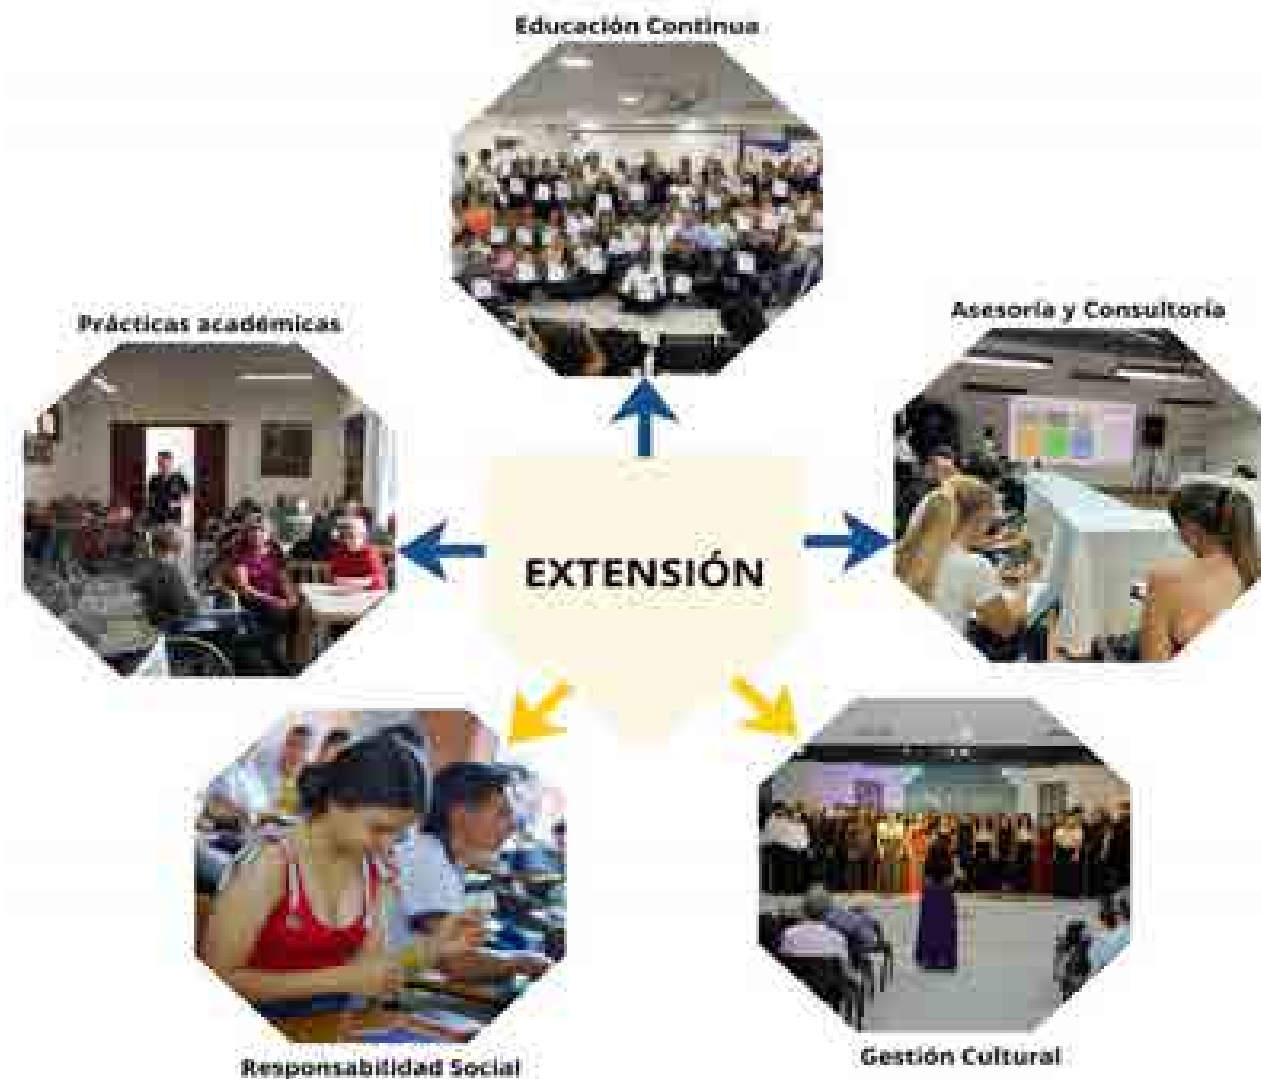 Educación Continua
Prácticas académicas
Asesoría y Consultoría
EXTENSIÓN
Responsabilidad Social
Gestión Cultural